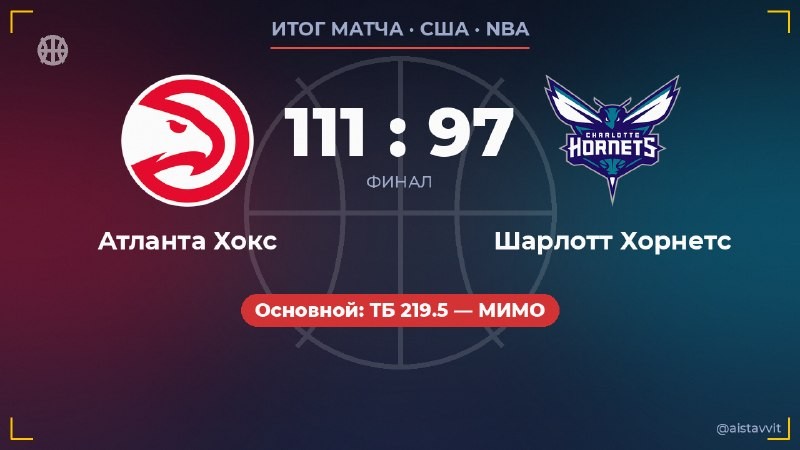 ИТОГ МАТЧА · США · NBA
111 : 97
ФИНАЛ
CHARLOTTE
HORNETS
Атланта Хокс
Шарлотт Хорнетс
Основной: ТБ 219.5 — МИМО
@aistavvit